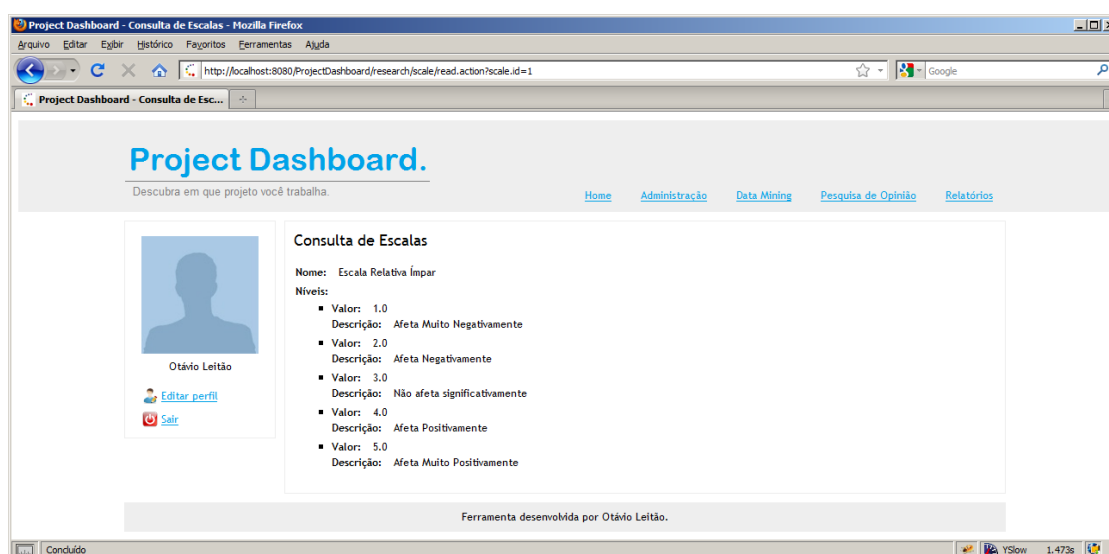 Project Dashboard - Consulta de Escalas - Mozilla Firefox
Arquivo Editar Exibir Histórico Favoritos Ferramentas Ajuda
http://localhost:8080/ProjectDashboard/research/scale/read.action?scale.id=1
Google
Project Dashboard - Consulta de Esc...
Project Dashboard.
Descubra em que projeto você trabalha.
Home Administração Data Mining Pesquisa de Opinião Relatórios
Otávio Leitão
Editar perfil
Sair
Consulta de Escalas
Nome: Escala Relativa Ímpar
Níveis:
Valor: 1.0
Descrição: Afeta Muito Negativamente
Valor: 2.0
Descrição: Afeta Negativamente
Valor: 3.0
Descrição: Não afeta significativamente
Valor: 4.0
Descrição: Afeta Positivamente
Valor: 5.0
Descrição: Afeta Muito Positivamente
Ferramenta desenvolvida por Otávio Leitão.
Concluído YSlow 1.473s